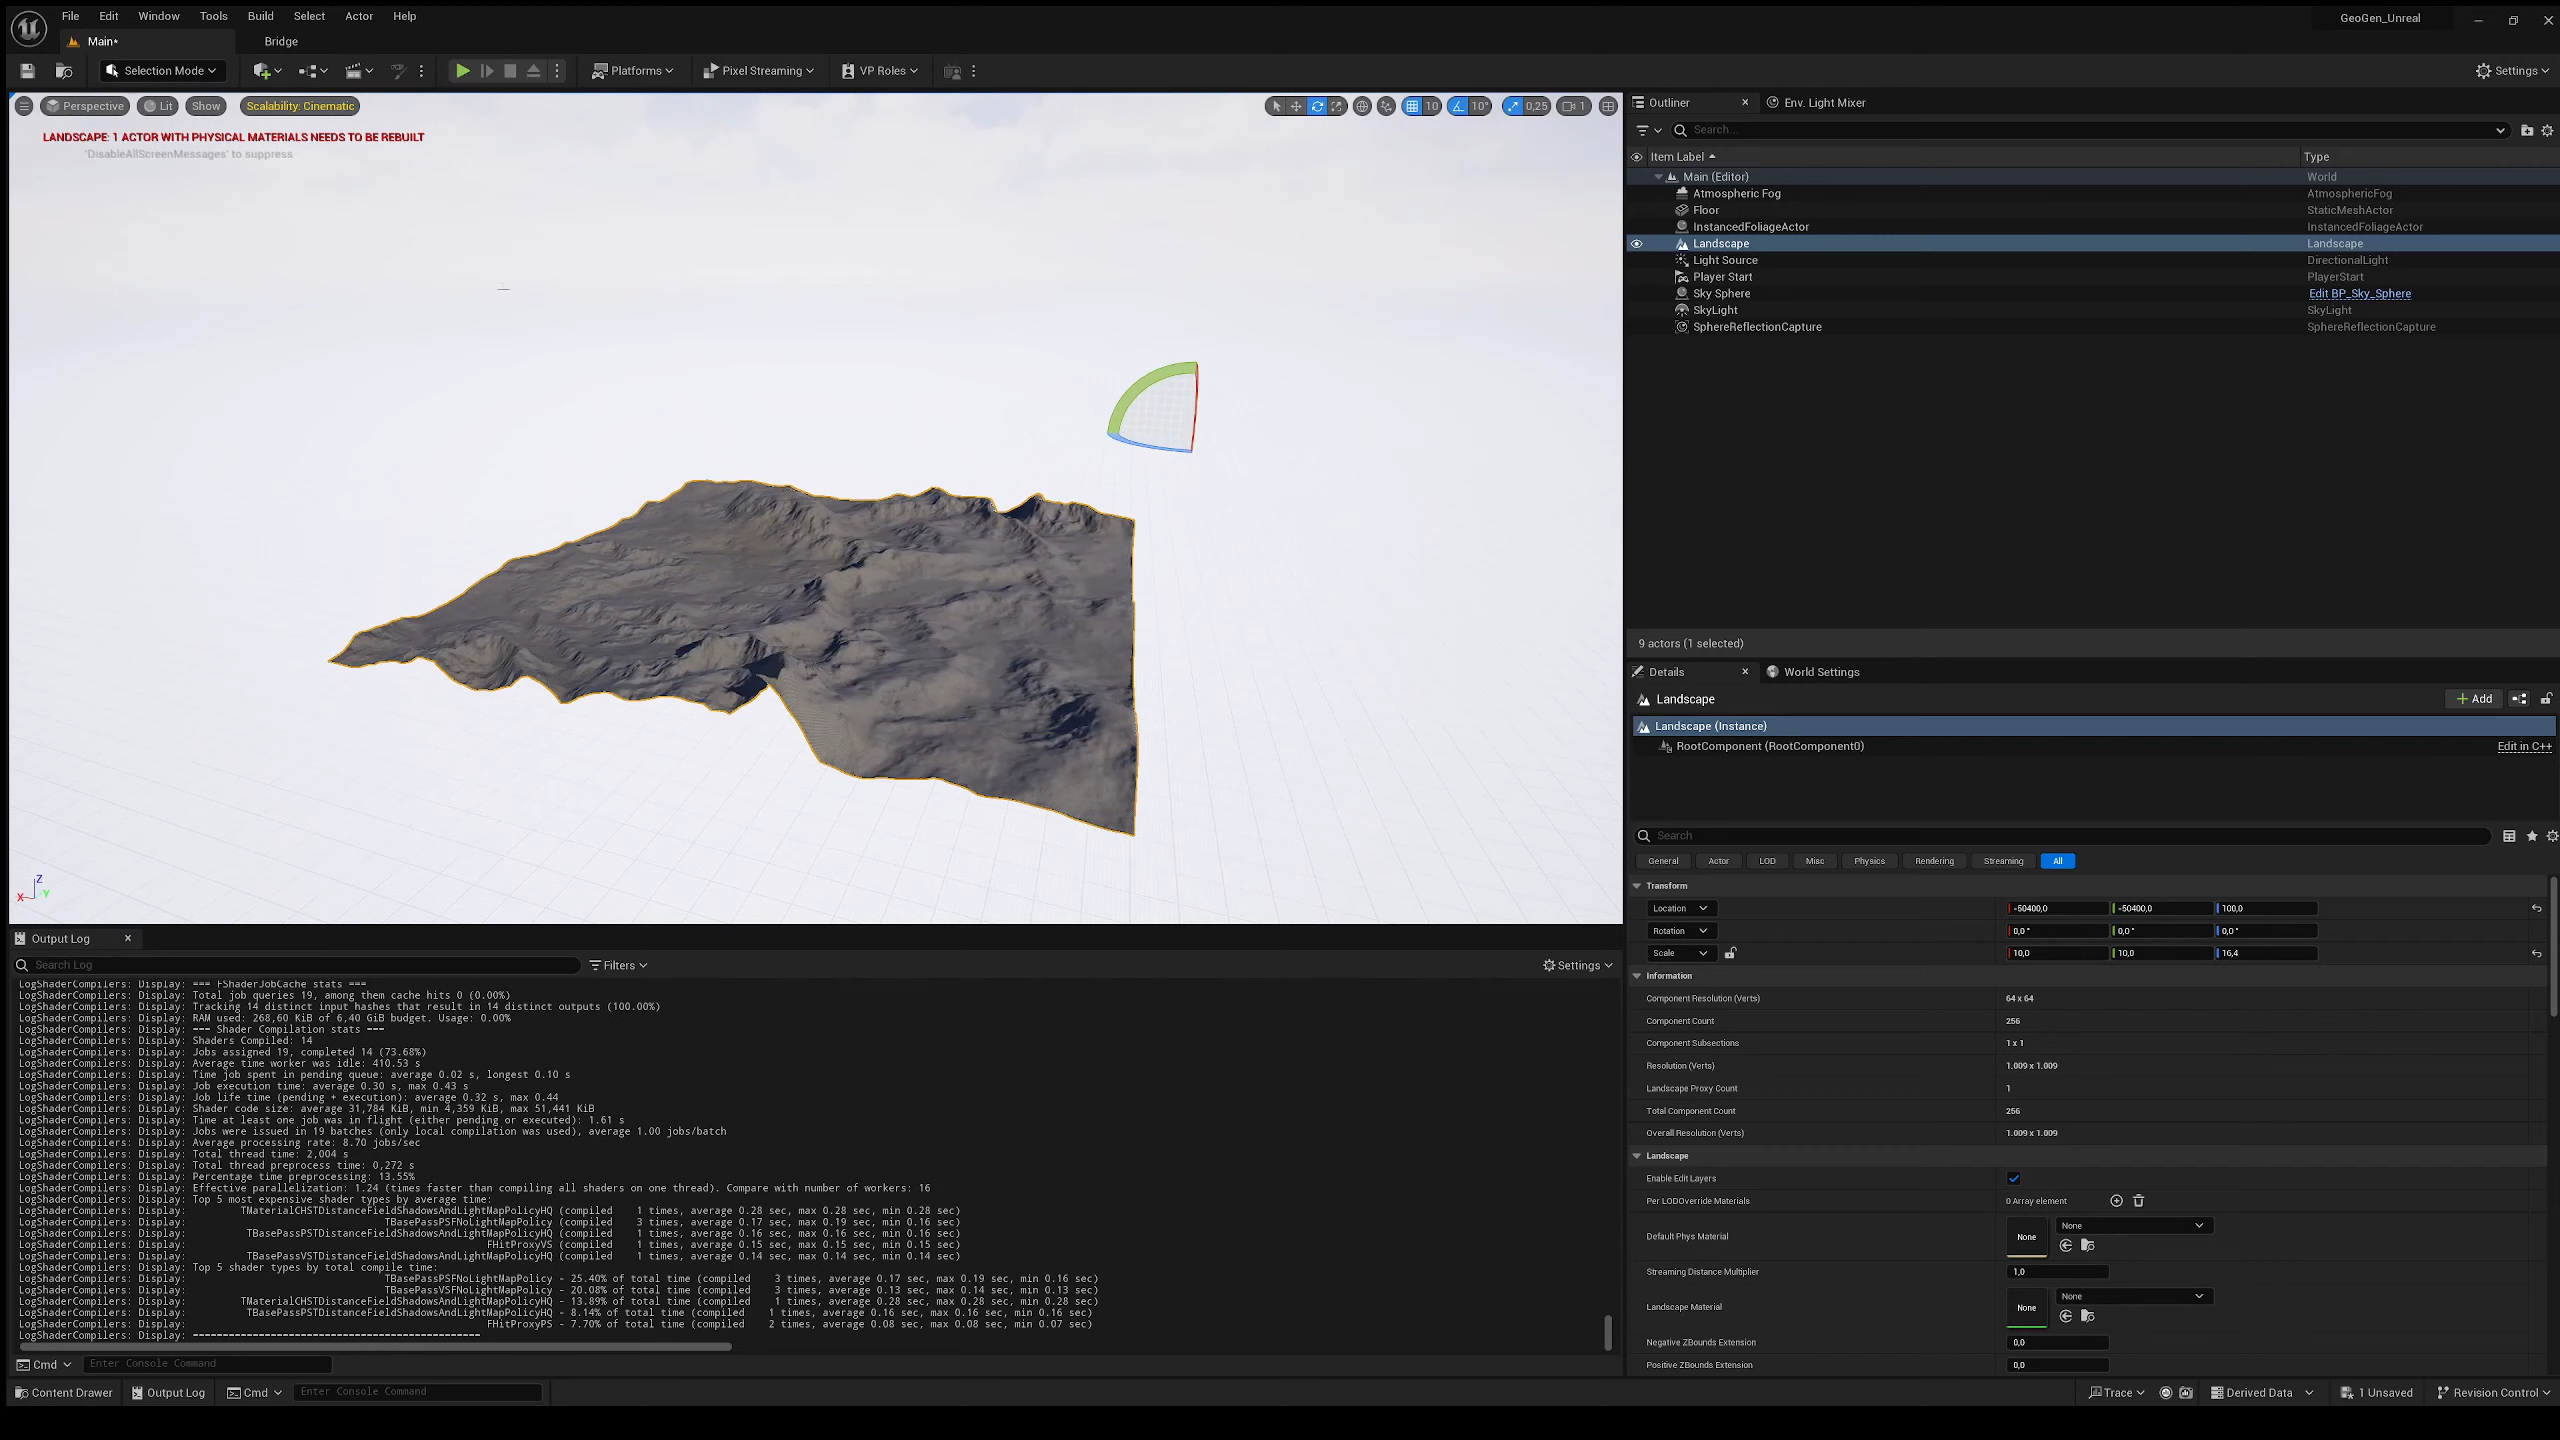 File Edit Window Tools Build Select Actor Help
GeoGen_Unreal
Main*
Bridge
Selection Mode
Platforms
Pixel Streaming
VP Roles
Settings
Perspective
Lit
Show
Scalability: Cinematic
10
10°
0,25
1
LANDSCAPE: 1 ACTOR WITH PHYSICAL MATERIALS NEEDS TO BE REBUILT
'DisableAllScreenMessages' to suppress
Z
X
Y
Outliner
Env. Light Mixer
Search...
Item Label
Type
Main (Editor) World
Atmospheric Fog AtmosphericFog
Floor StaticMeshActor
InstancedFoliageActor InstancedFoliageActor
Landscape Landscape
Light Source DirectionalLight
Player Start PlayerStart
Sky Sphere Edit BP_Sky_Sphere
SkyLight SkyLight
SphereReflectionCapture SphereReflectionCapture
9 actors (1 selected)
Details
World Settings
Landscape
Add
Landscape (Instance)
RootComponent (RootComponent0)
Edit in C++
Search
General Actor LOD Misc Physics Rendering Streaming All
Transform
Location -50400,0 -50400,0 100,0
Rotation 0,0° 0,0° 0,0°
Scale 10,0 10,0 16,4
Information
Component Resolution (Verts) 64 x 64
Component Count 256
Component Subsections 1 x 1
Resolution (Verts) 1.009 x 1.009
Landscape Proxy Count 1
Total Component Count 256
Overall Resolution (Verts) 1.009 x 1.009
Landscape
Enable Edit Layers
Per LODOverride Materials 0 Array element
Default Phys Material None None
Streaming Distance Multiplier 1,0
Landscape Material None None
Negative ZBounds Extension 0,0
Positive ZBounds Extension 0,0
Output Log
Search Log
Filters
Settings
LogShaderCompilers: Display: === FShaderJobCache stats ===
LogShaderCompilers: Display: Total job queries 19, among them cache hits 0 (0.00%)
LogShaderCompilers: Display: Tracking 14 distinct input hashes that result in 14 distinct outputs (100.00%)
LogShaderCompilers: Display: RAM used: 268,60 KiB of 6,40 GiB budget. Usage: 0.00%
LogShaderCompilers: Display: === Shader Compilation stats ===
LogShaderCompilers: Display: Shaders Compiled: 14
LogShaderCompilers: Display: Jobs assigned 19, completed 14 (73.68%)
LogShaderCompilers: Display: Average time worker was idle: 410.53 s
LogShaderCompilers: Display: Time job spent in pending queue: average 0.02 s, longest 0.10 s
LogShaderCompilers: Display: Job execution time: average 0.30 s, max 0.43 s
LogShaderCompilers: Display: Job life time (pending + execution): average 0.32 s, max 0.44
LogShaderCompilers: Display: Shader code size: average 31,784 KiB, min 4,359 KiB, max 51,441 KiB
LogShaderCompilers: Display: Time at least one job was in flight (either pending or executed): 1.61 s
LogShaderCompilers: Display: Jobs were issued in 19 batches (only local compilation was used), average 1.00 jobs/batch
LogShaderCompilers: Display: Average processing rate: 8.70 jobs/sec
LogShaderCompilers: Display: Total thread time: 2,004 s
LogShaderCompilers: Display: Total thread preprocess time: 0,272 s
LogShaderCompilers: Display: Percentage time preprocessing: 13.55%
LogShaderCompilers: Display: Effective parallelization: 1.24 (times faster than compiling all shaders on one thread). Compare with number of workers: 16
LogShaderCompilers: Display: Top 5 most expensive shader types by average time:
LogShaderCompilers: Display: TMaterialCHSTDistanceFieldShadowsAndLightMapPolicyHQ (compiled 1 times, average 0.28 sec, max 0.28 sec, min 0.28 sec)
LogShaderCompilers: Display: TBasePassPSFNoLightMapPolicy (compiled 3 times, average 0.17 sec, max 0.19 sec, min 0.16 sec)
LogShaderCompilers: Display: TBasePassPSTDistanceFieldShadowsAndLightMapPolicyHQ (compiled 1 times, average 0.16 sec, max 0.16 sec, min 0.16 sec)
LogShaderCompilers: Display: FHitProxyVS (compiled 1 times, average 0.15 sec, max 0.15 sec, min 0.15 sec)
LogShaderCompilers: Display: TBasePassVSTDistanceFieldShadowsAndLightMapPolicyHQ (compiled 1 times, average 0.14 sec, max 0.14 sec, min 0.14 sec)
LogShaderCompilers: Display: Top 5 shader types by total compile time:
LogShaderCompilers: Display: TBasePassPSFNoLightMapPolicy - 25.40% of total time (compiled 3 times, average 0.17 sec, max 0.19 sec, min 0.16 sec)
LogShaderCompilers: Display: TBasePassVSFNoLightMapPolicy - 20.08% of total time (compiled 3 times, average 0.13 sec, max 0.14 sec, min 0.13 sec)
LogShaderCompilers: Display: TMaterialCHSTDistanceFieldShadowsAndLightMapPolicyHQ - 13.89% of total time (compiled 1 times, average 0.28 sec, max 0.28 sec, min 0.28 sec)
LogShaderCompilers: Display: TBasePassPSTDistanceFieldShadowsAndLightMapPolicyHQ - 8.14% of total time (compiled 1 times, average 0.16 sec, max 0.16 sec, min 0.16 sec)
LogShaderCompilers: Display: FHitProxyPS - 7.70% of total time (compiled 2 times, average 0.08 sec, max 0.08 sec, min 0.07 sec)
LogShaderCompilers: Display: ------------------------------------------------
Cmd
Enter Console Command
Content Drawer
Output Log
Cmd
Enter Console Command
Trace
Derived Data
1 Unsaved
Revision Control